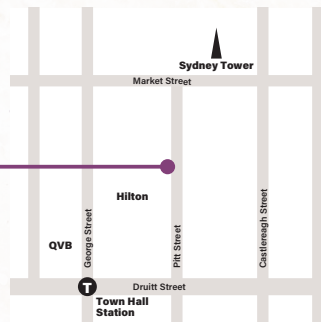 Sydney Tower
Market Street
Hilton
George Street
Pitt Street
Castlereagh Street
QVB
T
Druitt Street
Town Hall
Station